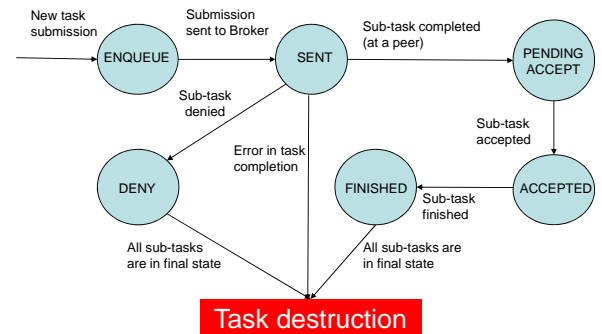 New task
submission
Submission
sent to Broker
Sub-task completed
(at a peer)
ENQUEUE
SENT
PENDING
ACCEPT
Sub-task
denied
Sub-task
accepted
Error in task
completion
DENY
FINISHED
ACCEPTED
Sub-task
finished
All sub-tasks
are in final state
All sub-tasks are
in final state
Task destruction